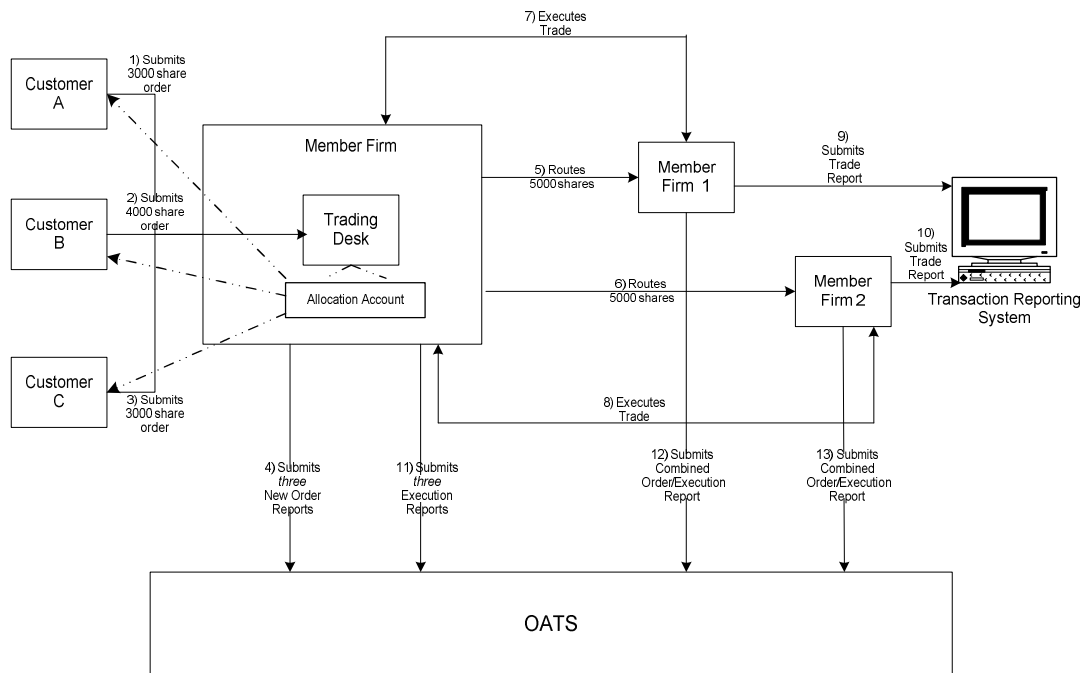 7) Executes
Trade
1) Submits
3000 share
order
Customer
A
Member Firm
9)
Submits
Trade
Report
5) Routes
5000 shares
Member
Firm 1
2) Submits
4000 share
order
Customer
B
Trading
Desk
10)
Submits
Trade
Report
6) Routes
5000 shares
Member
Firm 2
Allocation Account
Transaction Reporting
System
Customer
C
3) Submits
3000 share
order
8) Executes
Trade
4) Submits
three
New Order
Reports
11) Submits
three
Execution
Reports
12) Submits
Combined
Order/Execution
Report
13) Submits
Combined
Order/Execution
Report
OATS